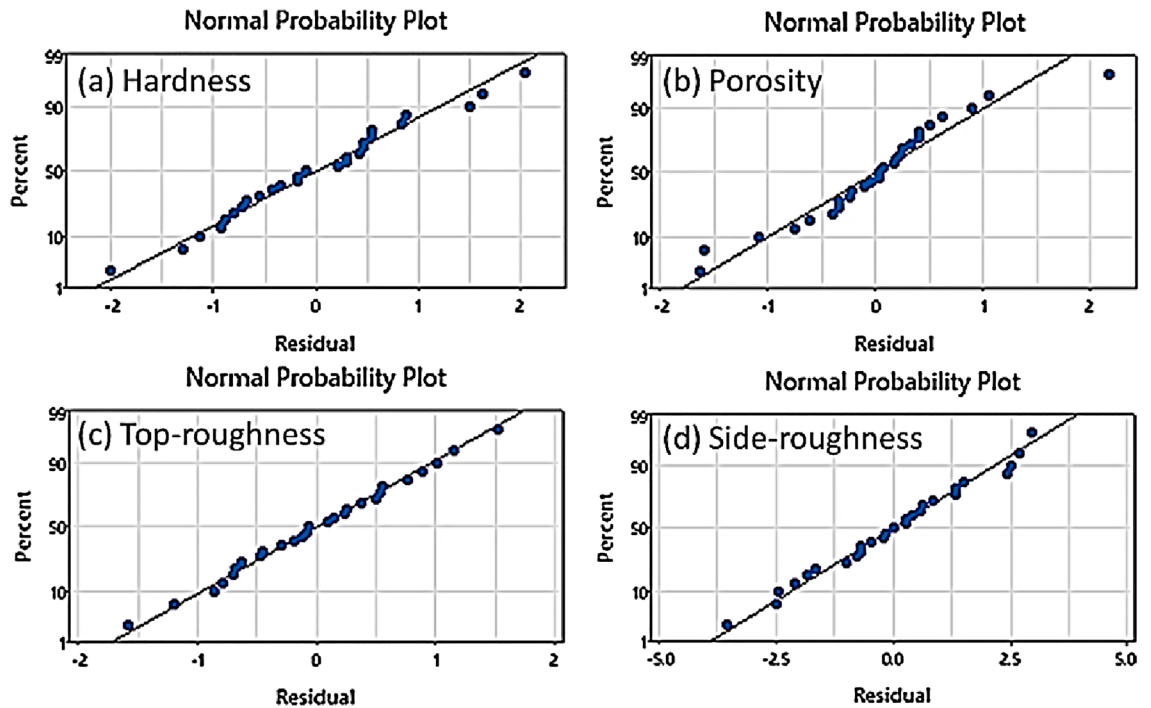 Normal Probability Plot
(a) Hardness
99
90
50
10
1
Percent
-2
-1
0
1
2
Residual
Normal Probability Plot
(b) Porosity
99
90
50
10
1
Percent
-2
-1
0
1
2
Residual
Normal Probability Plot
(c) Top-roughness
99
90
50
10
1
Percent
-2
-1
0
1
2
Residual
Normal Probability Plot
(d) Side-roughness
99
90
50
10
1
Percent
-5.0
-2.5
0.0
2.5
5.0
Residual